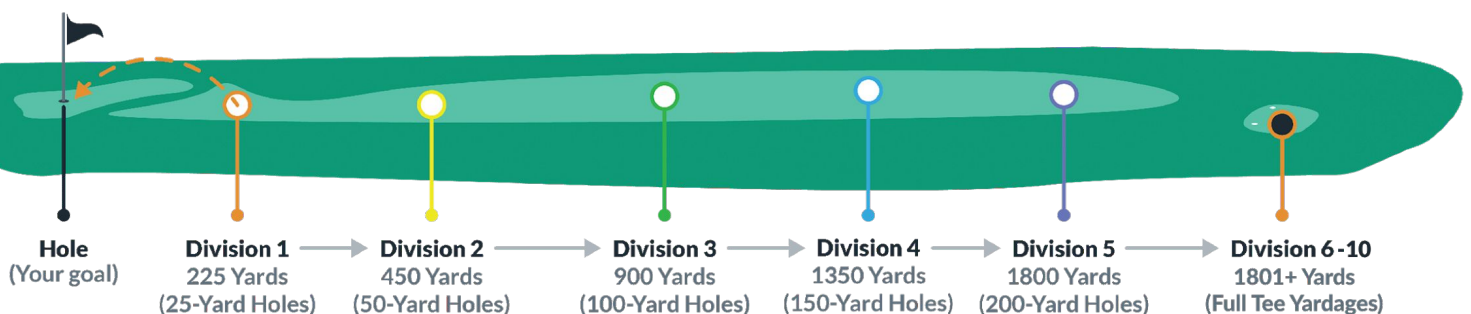 Hole
(Your goal)
Division 1
225 Yards
(25-Yard Holes)
Division 2
450 Yards
(50-Yard Holes)
Division 3
900 Yards
(100-Yard Holes)
Division 4
1350 Yards
(150-Yard Holes)
Division 5
1800 Yards
(200-Yard Holes)
Division 6-10
1801+ Yards
(Full Tee Yardages)